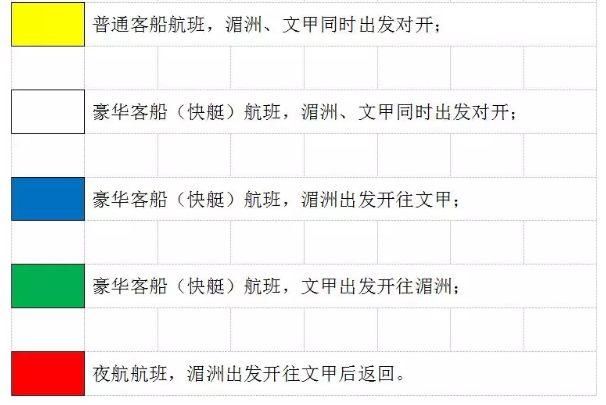 普通客船航班，湄洲、文甲同时出发对开；
豪华客船（快艇）航班，湄洲、文甲同时出发对开；
豪华客船（快艇）航班，湄洲出发开往文甲；
豪华客船（快艇）航班，文甲出发开往湄洲；
夜航航班，湄洲出发开往文甲后返回。